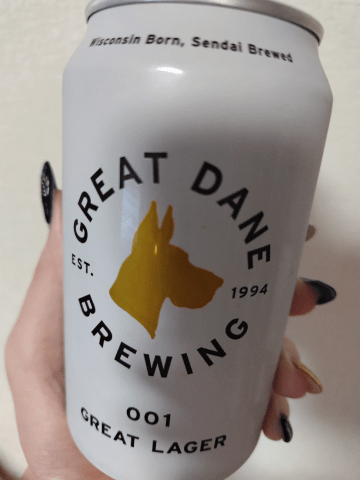 Wisconsin Born, Sendai Brewed
GREAT DANE
EST. 1994
BREWING
001
GREAT LAGER